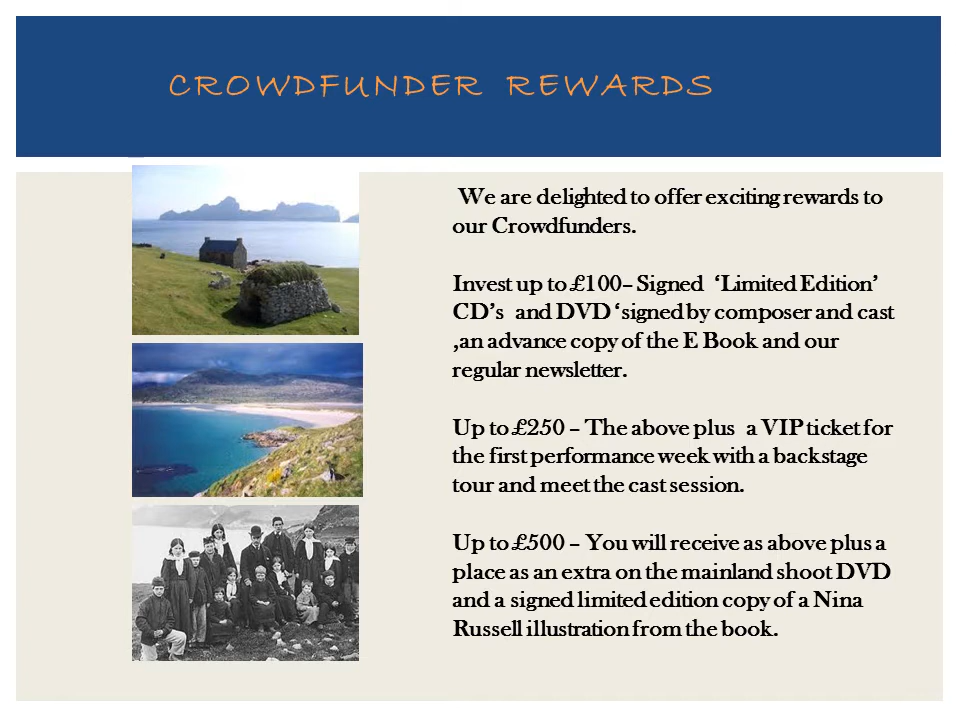 CROWDFUNDER REWARDS
We are delighted to offer exciting rewards to
our Crowdfunders.
Invest up to £100– Signed ‘Limited Edition’
CD’s and DVD ‘signed by composer and cast
,an advance copy of the E Book and our
regular newsletter.
Up to £250 – The above plus a VIP ticket for
the first performance week with a backstage
tour and meet the cast session.
Up to £500 – You will receive as above plus a
place as an extra on the mainland shoot DVD
and a signed limited edition copy of a Nina
Russell illustration from the book.